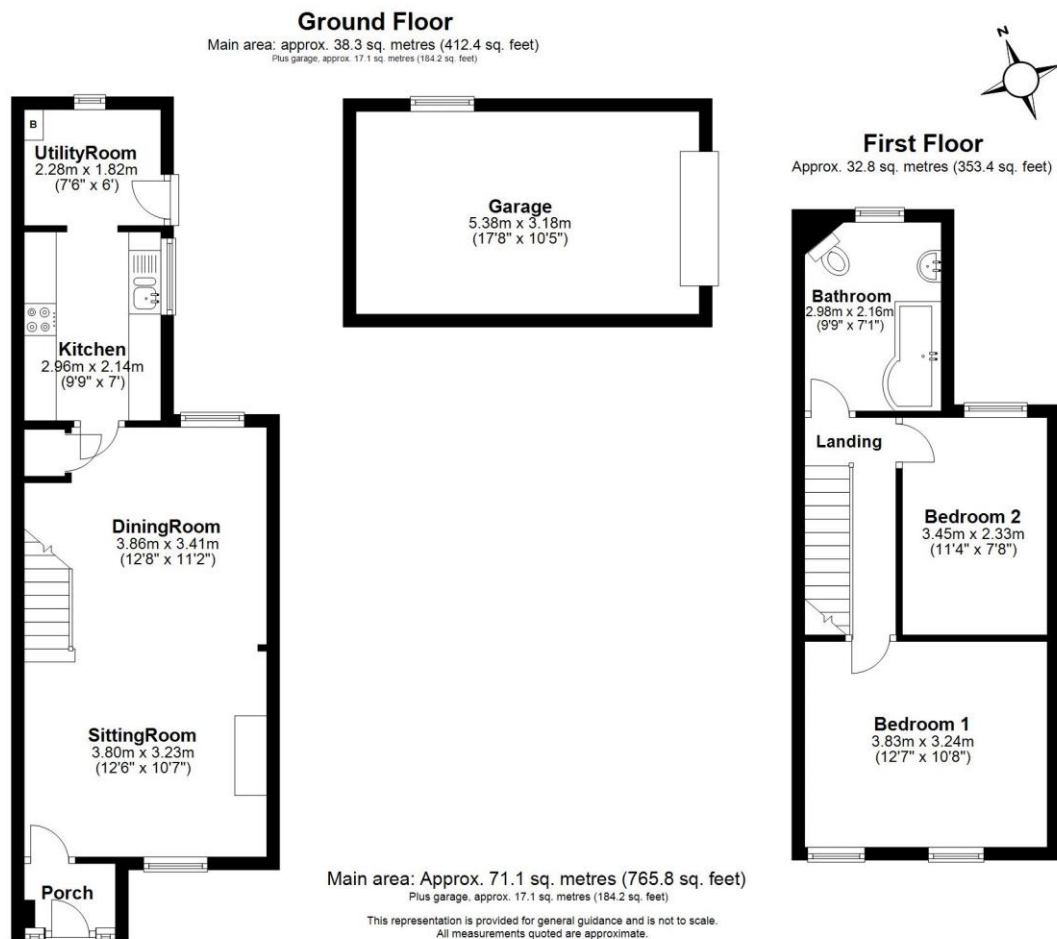 Ground Floor
Main area: approx. 38.3 sq. metres (412.4 sq. feet)
Plus garage, approx. 17.1 sq. metres (184.2 sq. feet)
N
B
UtilityRoom
2.28m x 1.82m
(7'6" x 6')
Kitchen
2.96m x 2.14m
(9'9" x 7')
DiningRoom
3.86m x 3.41m
(12'8" x 11'2")
SittingRoom
3.80m x 3.23m
(12'6" x 10'7")
Porch
Garage
5.38m x 3.18m
(17'8" x 10'5")
First Floor
Approx. 32.8 sq. metres (353.4 sq. feet)
Bathroom
2.98m x 2.16m
(9'9" x 7'1")
Landing
Bedroom 2
3.45m x 2.33m
(11'4" x 7'8")
Bedroom 1
3.83m x 3.24m
(12'7" x 10'8")
Main area: Approx. 71.1 sq. metres (765.8 sq. feet)
Plus garage, approx. 17.1 sq. metres (184.2 sq. feet)
This representation is provided for general guidance and is not to scale.
All measurements quoted are approximate.